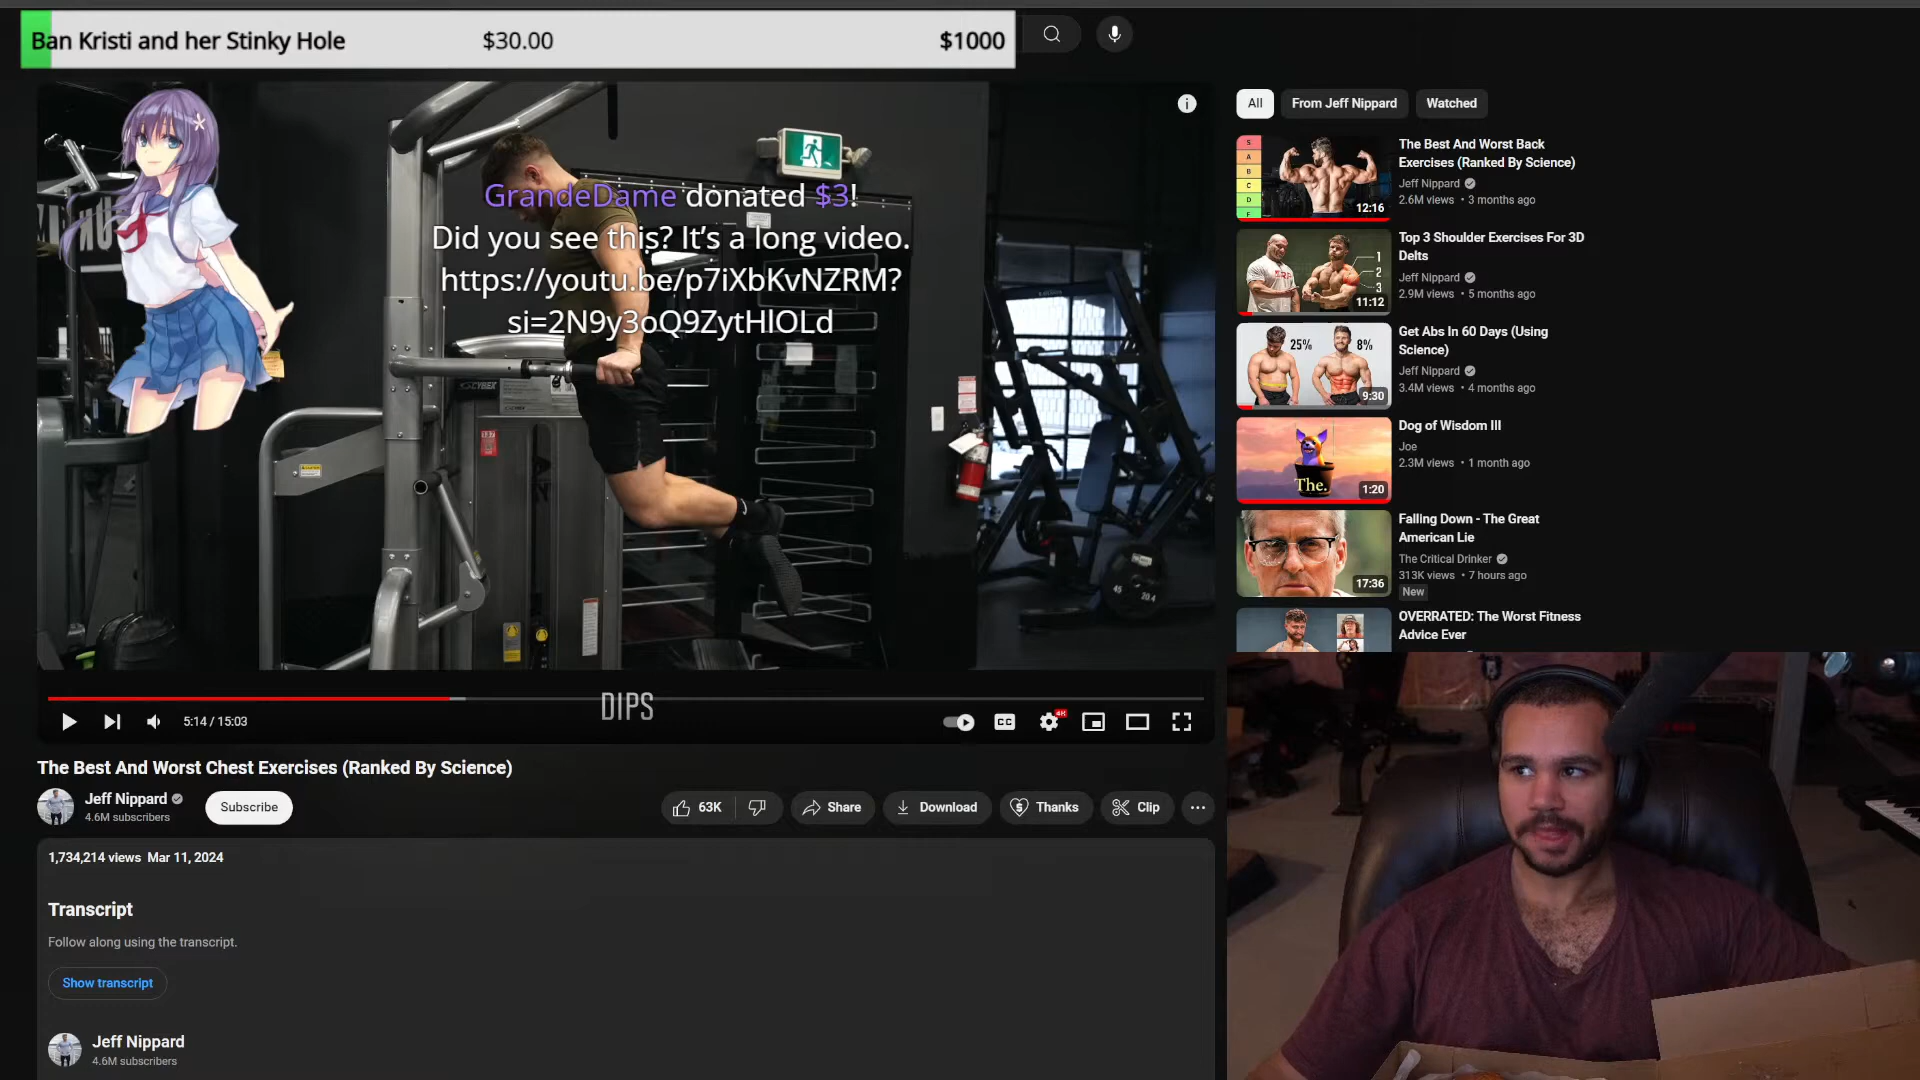 Ban Kristi and her Stinky Hole $30.00 $1000
GrandeDame donated $3!
Did you see this? It's a long video.
https://youtu.be/p7iXbKvNZRM?
si=2N9y3oQ9ZytHlOLd
DIPS
5:14 / 15:03
CC
4K
The Best And Worst Chest Exercises (Ranked By Science)
Jeff Nippard
4.6M subscribers
Subscribe
63K
Share
Download
Thanks
Clip
1,734,214 views Mar 11, 2024
Transcript
Follow along using the transcript.
Show transcript
Jeff Nippard
4.6M subscribers
All
From Jeff Nippard
Watched
S
A
B
C
D
F
12:16
The Best And Worst Back
Exercises (Ranked By Science)
Jeff Nippard
2.6M views • 3 months ago
1
2
3
11:12
Top 3 Shoulder Exercises For 3D
Delts
Jeff Nippard
2.9M views • 5 months ago
25%
8%
9:30
Get Abs In 60 Days (Using
Science)
Jeff Nippard
3.4M views • 4 months ago
The.
1:20
Dog of Wisdom III
Joe
2.3M views • 1 month ago
17:36
Falling Down - The Great
American Lie
The Critical Drinker
313K views • 7 hours ago
New
OVERRATED: The Worst Fitness
Advice Ever